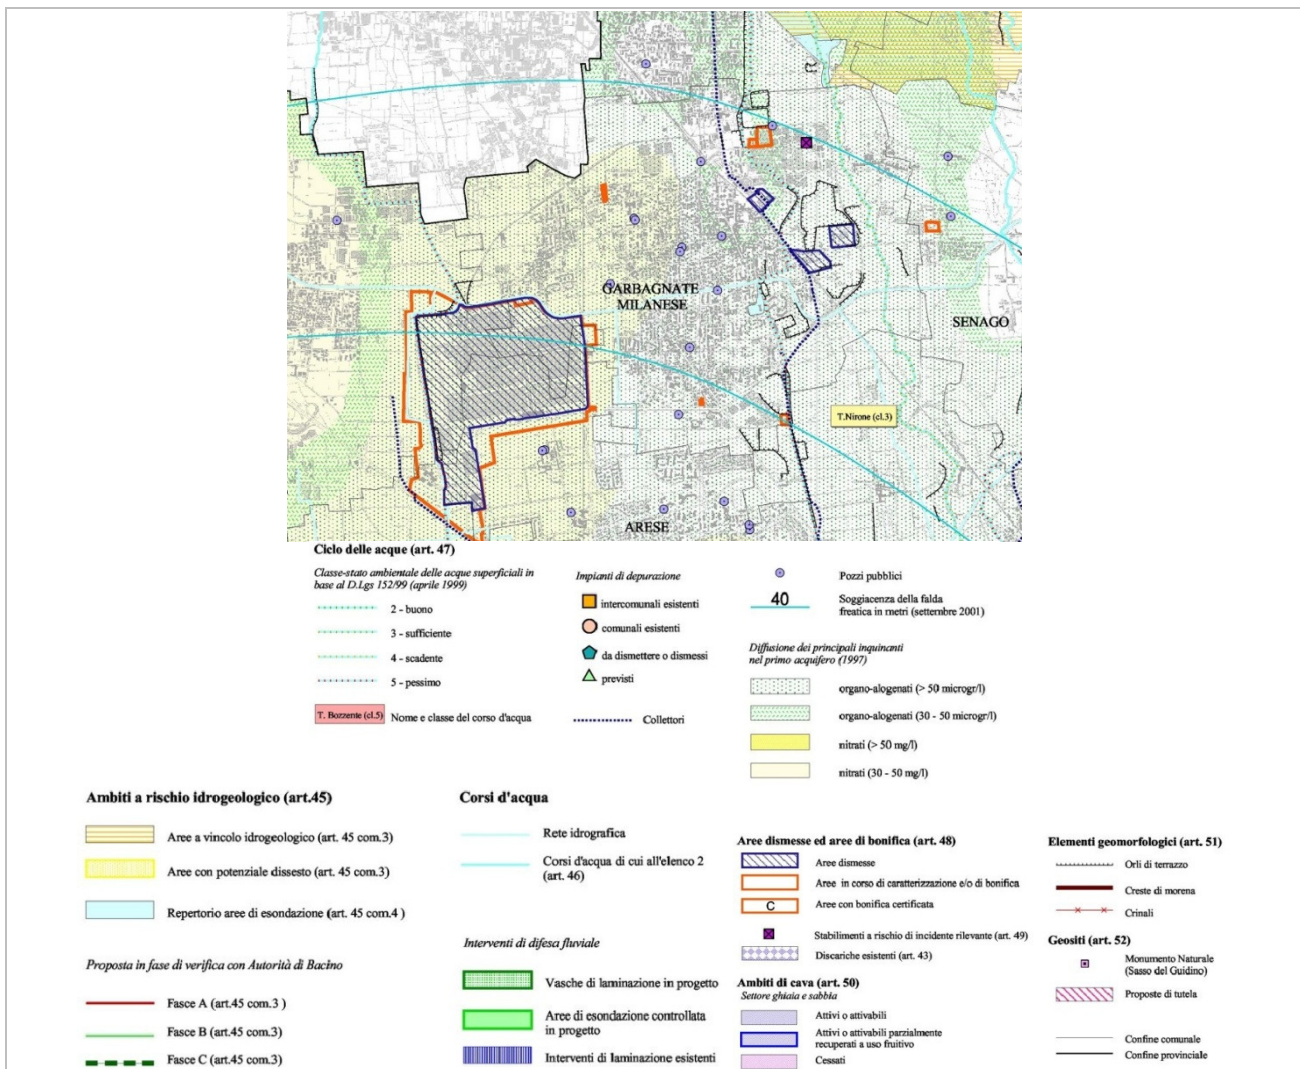 GARBAGNATE
MILANESE
SENAGO
T.Nirone (cl.3)
ARESE
Ciclo delle acque (art. 47)
Classe-stato ambientale delle acque superficiali in
base al D.Lgs 152/99 (aprile 1999)
2 - buono
3 - sufficiente
4 - scadente
5 - pessimo
T. Bozzente (cl.5)
Nome e classe del corso d'acqua
Impianti di depurazione
intercomunali esistenti
comunali esistenti
da dismettere o dismessi
previsti
Collettori
Pozzi pubblici
40
Soggiacenza della falda
freatica in metri (settembre 2001)
Diffusione dei principali inquinanti
nel primo acquifero (1997)
organo-alogenati (> 50 microgr/l)
organo-alogenati (30 - 50 microgr/l)
nitrati (> 50 mg/l)
nitrati (30 - 50 mg/l)
Ambiti a rischio idrogeologico (art.45)
Aree a vincolo idrogeologico (art. 45 com.3)
Aree con potenziale dissesto (art. 45 com.3)
Repertorio aree di esondazione (art. 45 com.4 )
Proposta in fase di verifica con Autorità di Bacino
Fasce A (art.45 com.3 )
Fasce B (art.45 com.3)
Fasce C (art.45 com.3)
Corsi d'acqua
Rete idrografica
Corsi d'acqua di cui all'elenco 2
(art. 46)
Interventi di difesa fluviale
Vasche di laminazione in progetto
Aree di esondazione controllata
in progetto
Interventi di laminazione esistenti
Aree dismesse ed aree di bonifica (art. 48)
Aree dismesse
Aree in corso di caratterizzazione e/o di bonifica
C
Aree con bonifica certificata
Stabilimenti a rischio di incidente rilevante (art. 49)
Discariche esistenti (art. 43)
Ambiti di cava (art. 50)
Settore ghiaia e sabbia
Attivi o attivabili
Attivi o attivabili parzialmente
recuperati a uso fruitivo
Cessati
Elementi geomorfologici (art. 51)
Orli di terrazzo
Creste di morena
Crinali
Geositi (art. 52)
Monumento Naturale
(Sasso del Guidino)
Proposte di tutela
Confine comunale
Confine provinciale